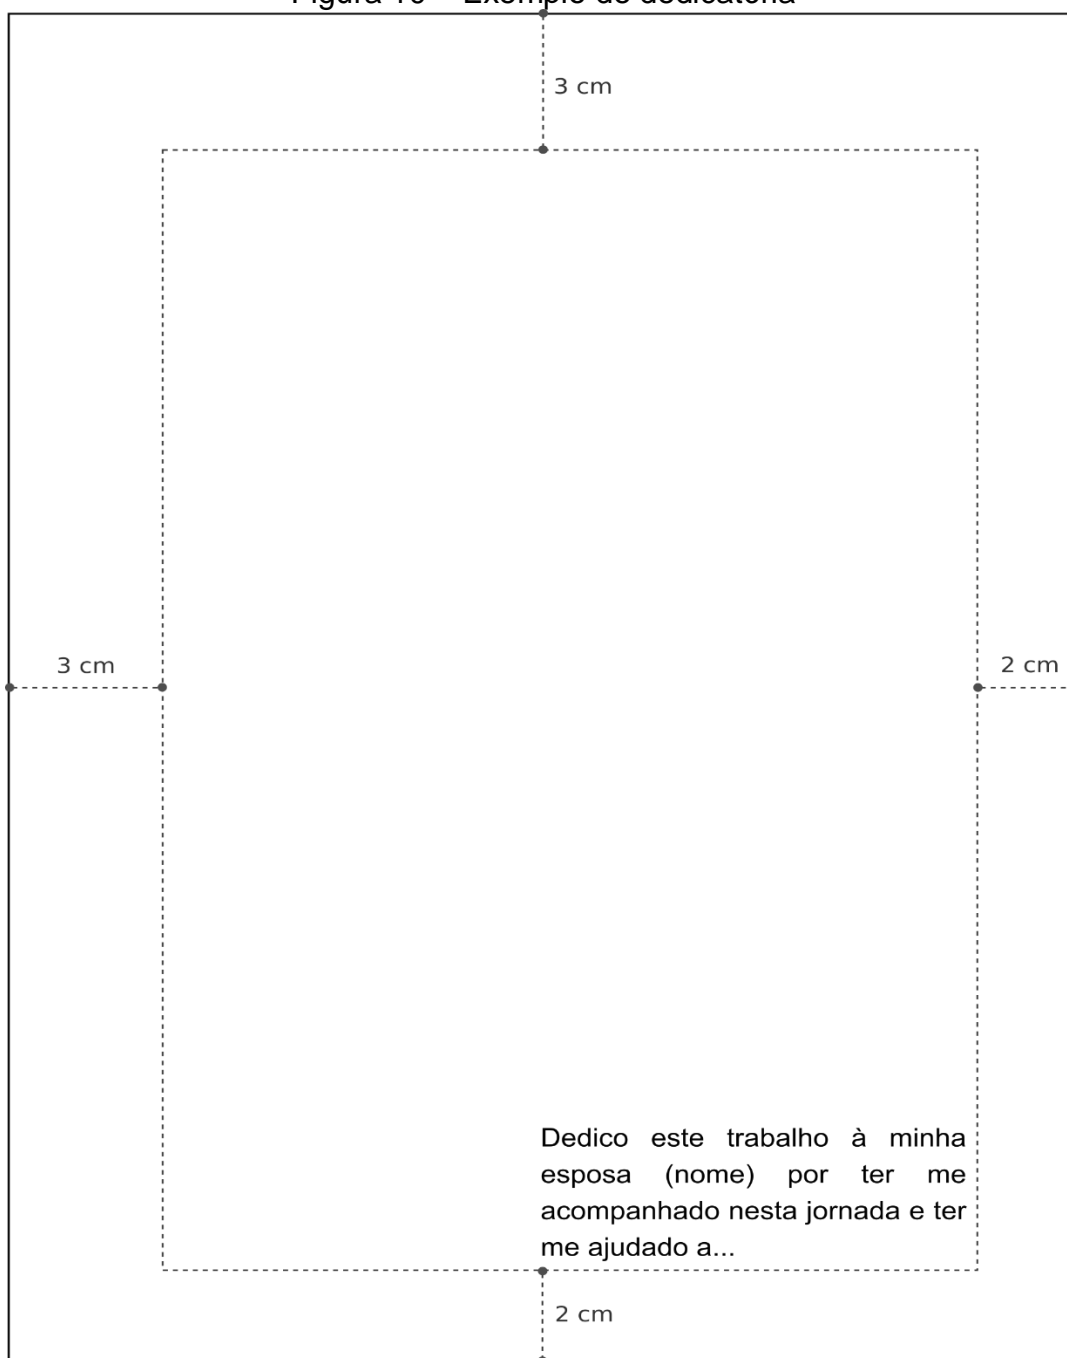 Exemplo de dedicatória
3 cm
3 cm
2 cm
Dedico este trabalho à minha
esposa (nome) por ter me
acompanhado nesta jornada e ter
me ajudado a...
2 cm